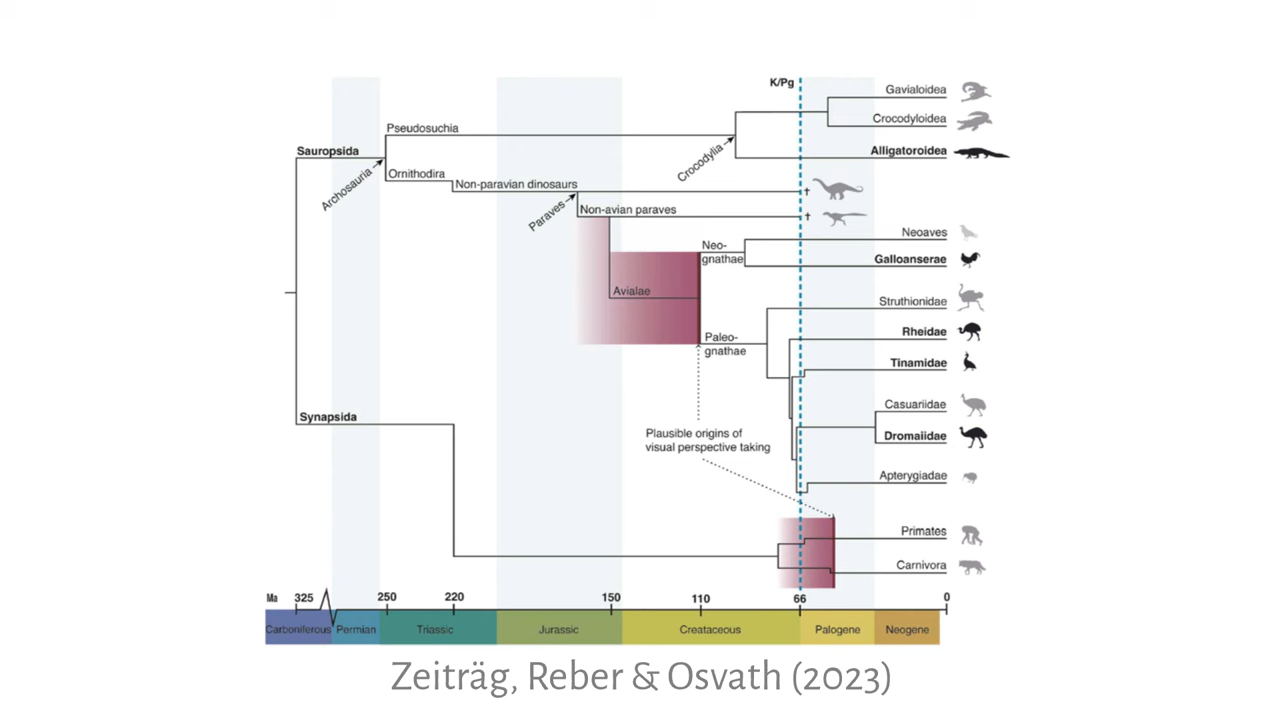 K/Pg
Gavialoidea
Crocodyloidea
Pseudosuchia
Crocodylia
Alligatoroidea
Sauropsida
Archosauria
Ornithodira
Non-paravian dinosaurs
†
Paraves
Non-avian paraves
†
Neoaves
Neo-
gnathae
Galloanserae
Avialae
Struthionidae
Rheidae
Paleo-
gnathae
Tinamidae
Casuariidae
Synapsida
Plausible origins of
visual perspective taking
Dromaiidae
Apterygiadae
Primates
Carnivora
Ma 325 250 220 150 110 66 0
Carboniferous Permian Triassic Jurassic Creataceous Palogene Neogene
Zeiträg, Reber & Osvath (2023)